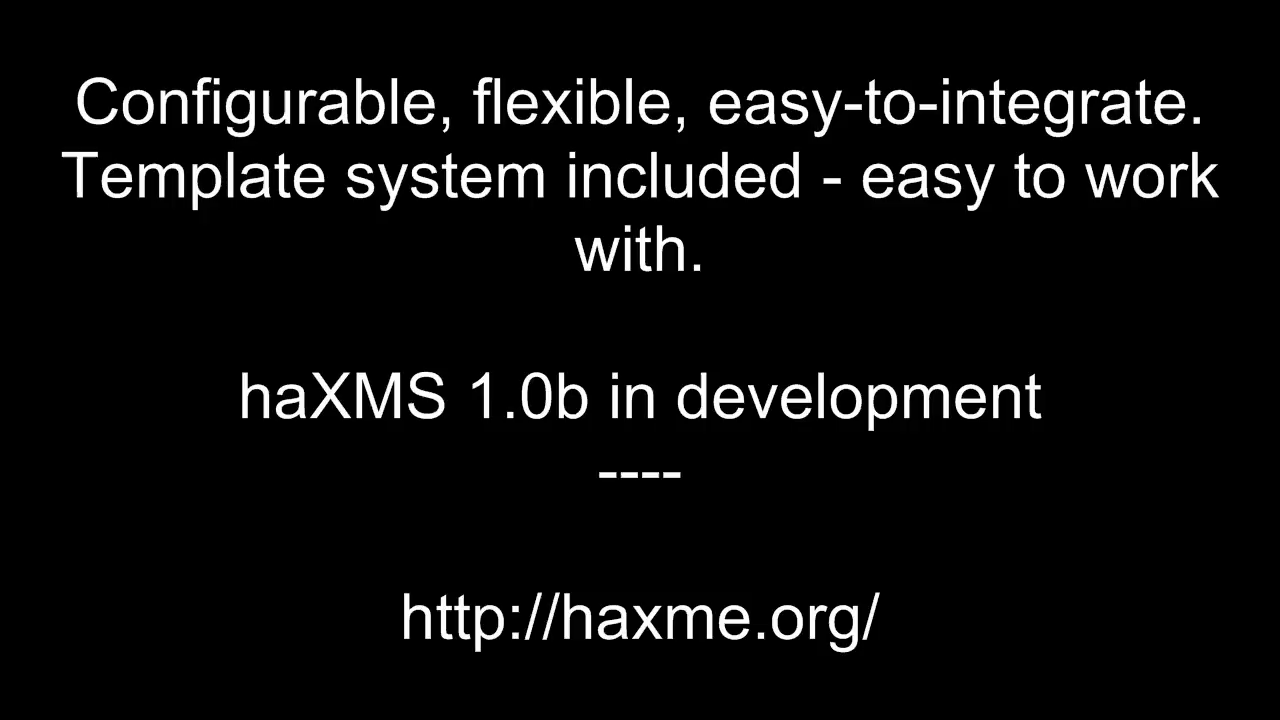 Configurable, flexible, easy-to-integrate.
Template system included - easy to work
with.
haXMS 1.0b in development
----
http://haxme.org/